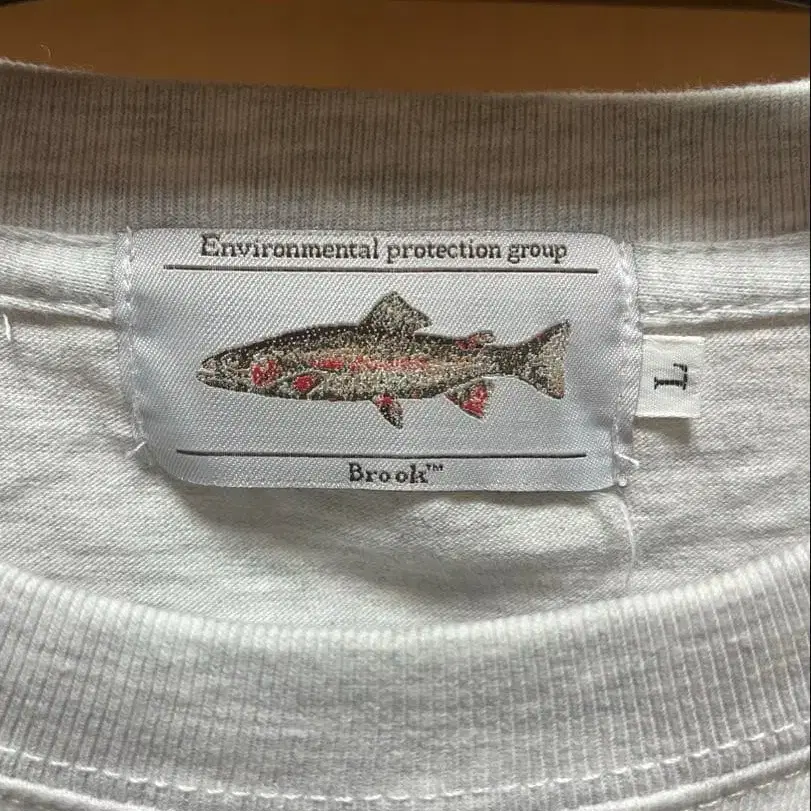 Environmental protection group
Brook™
L